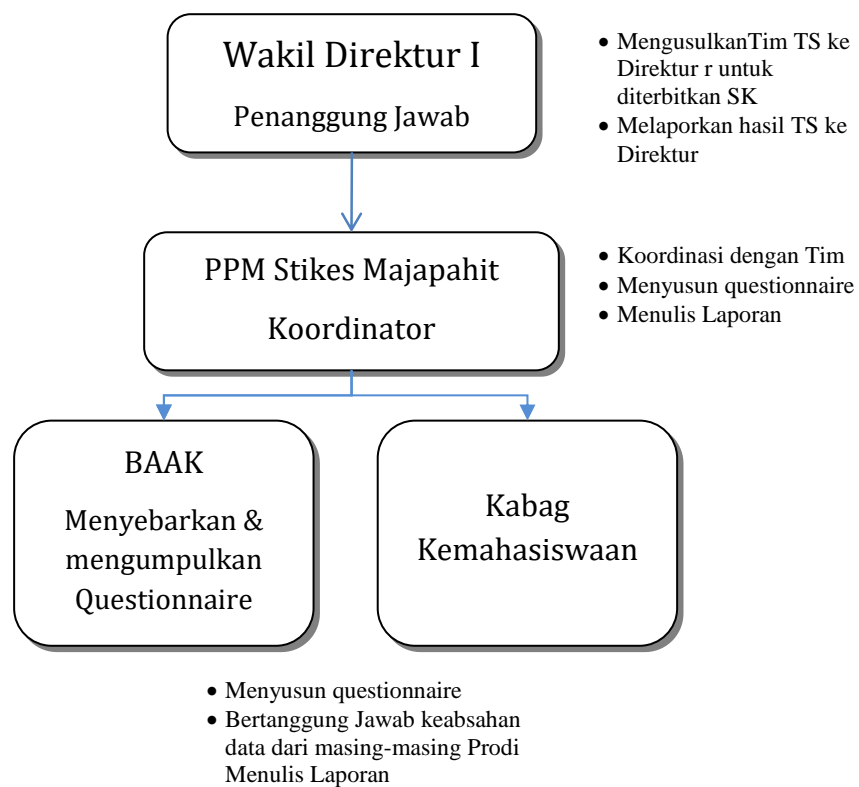 Wakil Direktur I
Penanggung Jawab
• MengusulkanTim TS ke
Direktur r untuk
diterbitkan SK
• Melaporkan hasil TS ke
Direktur
PPM Stikes Majapahit
Koordinator
• Koordinasi dengan Tim
• Menyusun questionnaire
• Menulis Laporan
BAAK
Menyebarkan &
mengumpulkan
Questionnaire
Kabag
Kemahasiswaan
• Menyusun questionnaire
• Bertanggung Jawab keabsahan
data dari masing-masing Prodi
Menulis Laporan